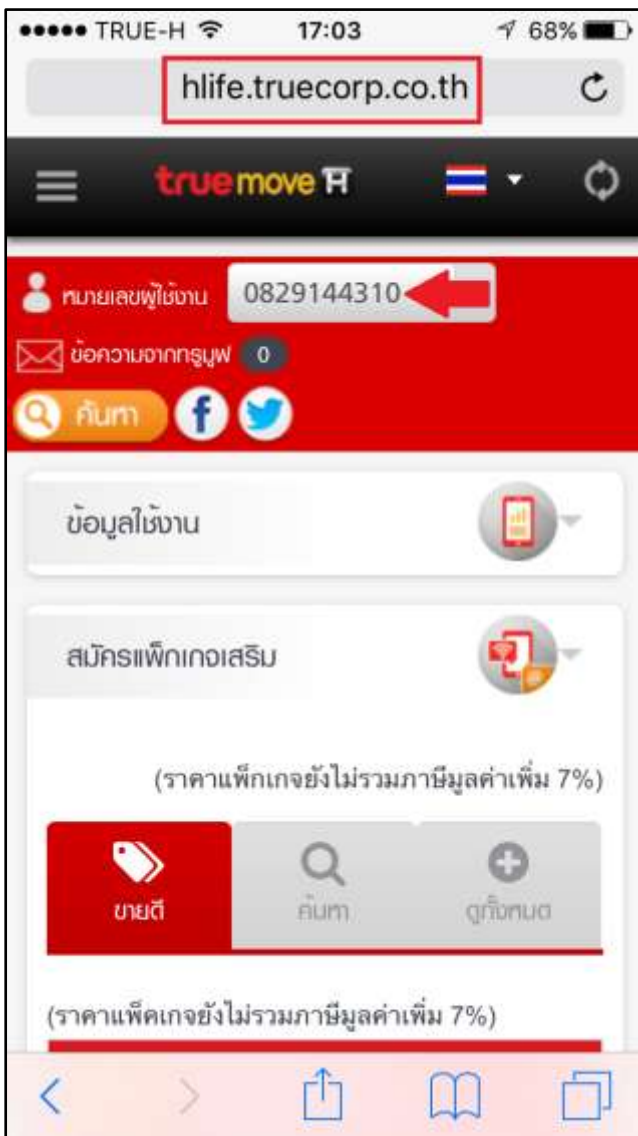 TRUE-H 17:03 68%
hlife.truecorp.co.th
truemove H
หมายเลขผู้ใช้งาน 0829144310
ข้อความจากทรูมูฟ 0
ค้นหา
ข้อมูลใช้งาน
สมัครแพ็กเกจเสริม
(ราคาแพ็กเกจยังไม่รวมภาษีมูลค่าเพิ่ม 7%)
ขายดี ค้นหา ดูทั้งหมด
(ราคาแพ็คเกจยังไม่รวมภาษีมูลค่าเพิ่ม 7%)